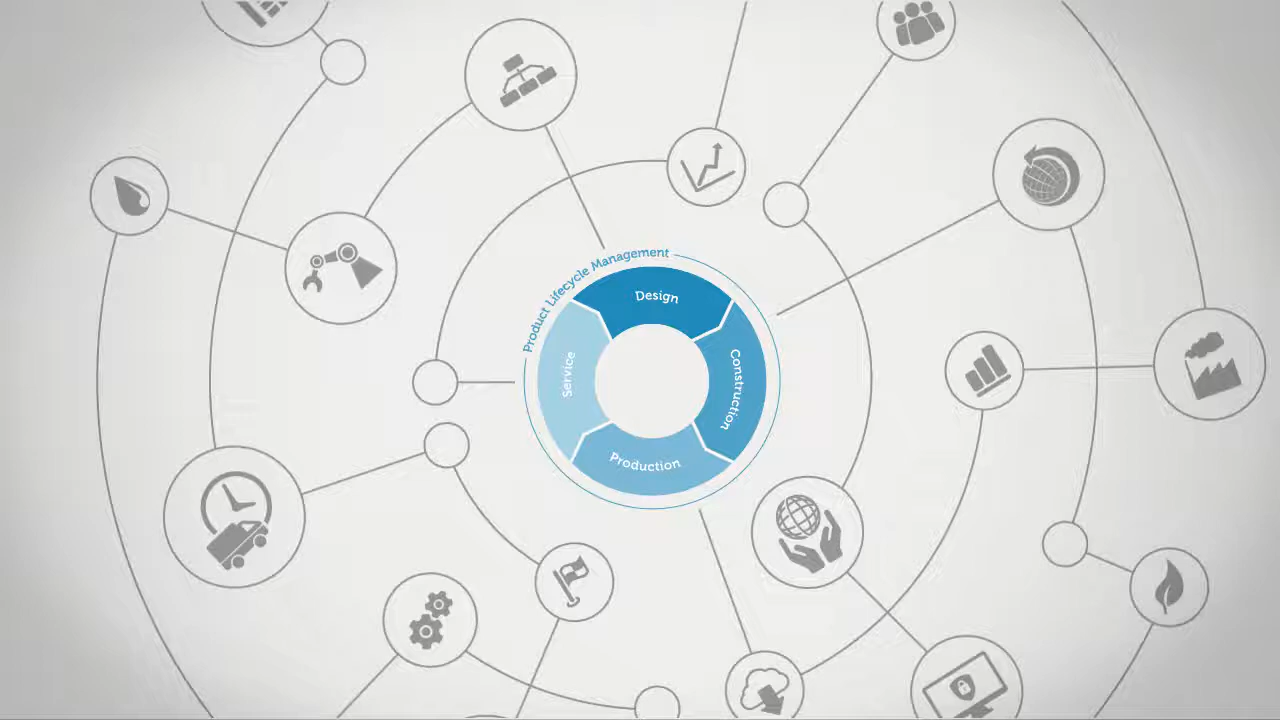 Product Lifecycle Management
Design
Construction
Production
Service